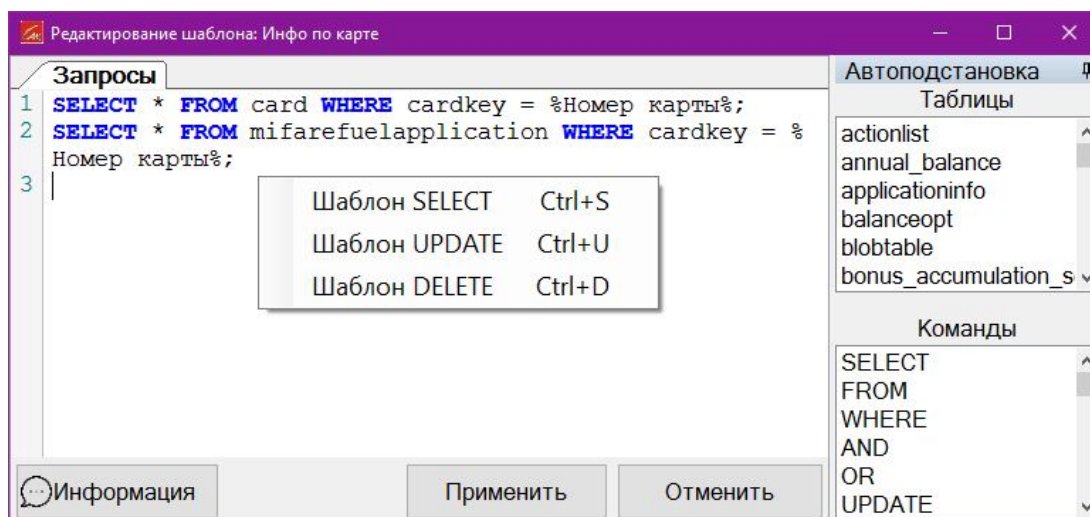 Редактирование шаблона: Инфо по карте
Запросы
1 SELECT * FROM card WHERE cardkey = %Номер карты%;
2 SELECT * FROM mifarefuelapplication WHERE cardkey = %
Номер карты%;
3
Шаблон SELECT Ctrl+S
Шаблон UPDATE Ctrl+U
Шаблон DELETE Ctrl+D
Информация
Применить
Отменить
Автоподстановка
Таблицы
actionlist
annual_balance
applicationinfo
balanceopt
blobtable
bonus_accumulation_s
Команды
SELECT
FROM
WHERE
AND
OR
UPDATE